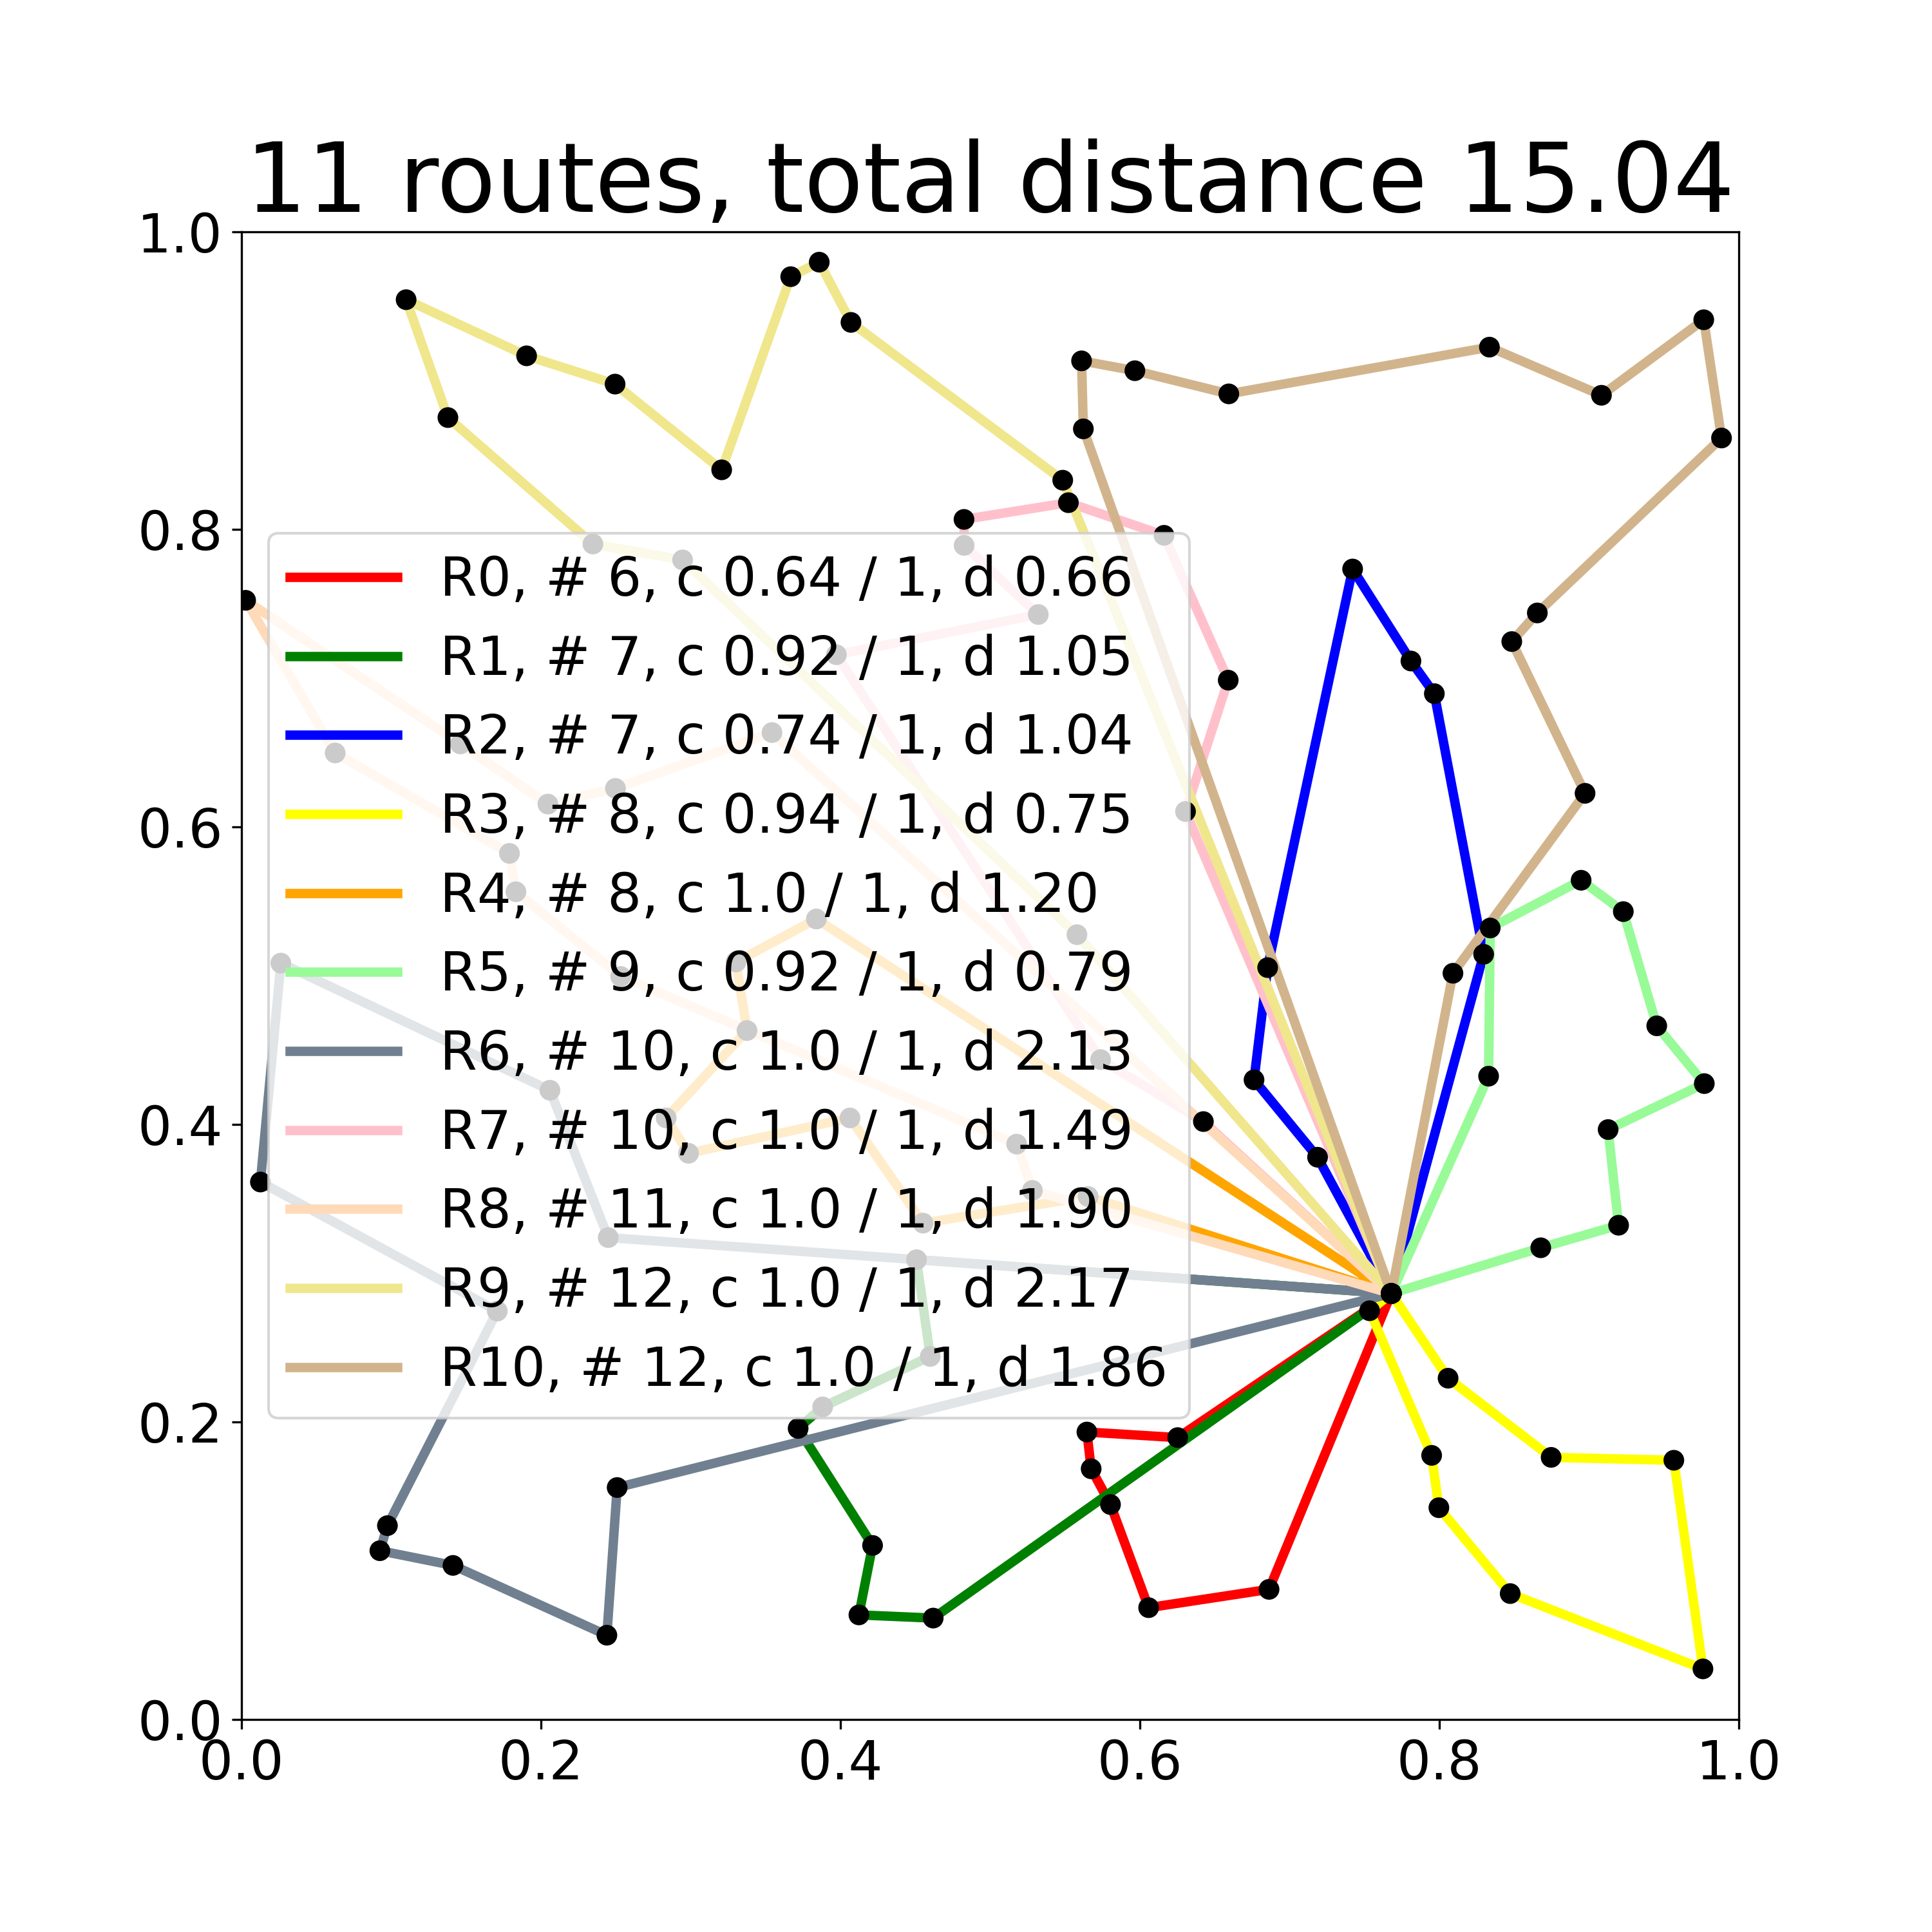 11 routes, total distance 15.04
1.0
0.8
0.6
0.4
0.2
0.0
R0, # 6, c 0.64 / 1, d 0.66
R1, # 7, c 0.92 / 1, d 1.05
R2, # 7, c 0.74 / 1, d 1.04
R3, # 8, c 0.94 / 1, d 0.75
R4, # 8, c 1.0 / 1, d 1.20
R5, # 9, c 0.92 / 1, d 0.79
R6, # 10, c 1.0 / 1, d 2.13
R7, # 10, c 1.0 / 1, d 1.49
R8, # 11, c 1.0 / 1, d 1.90
R9, # 12, c 1.0 / 1, d 2.17
R10, # 12, c 1.0 / 1, d 1.86
0.0 0.2 0.4 0.6 0.8 1.0